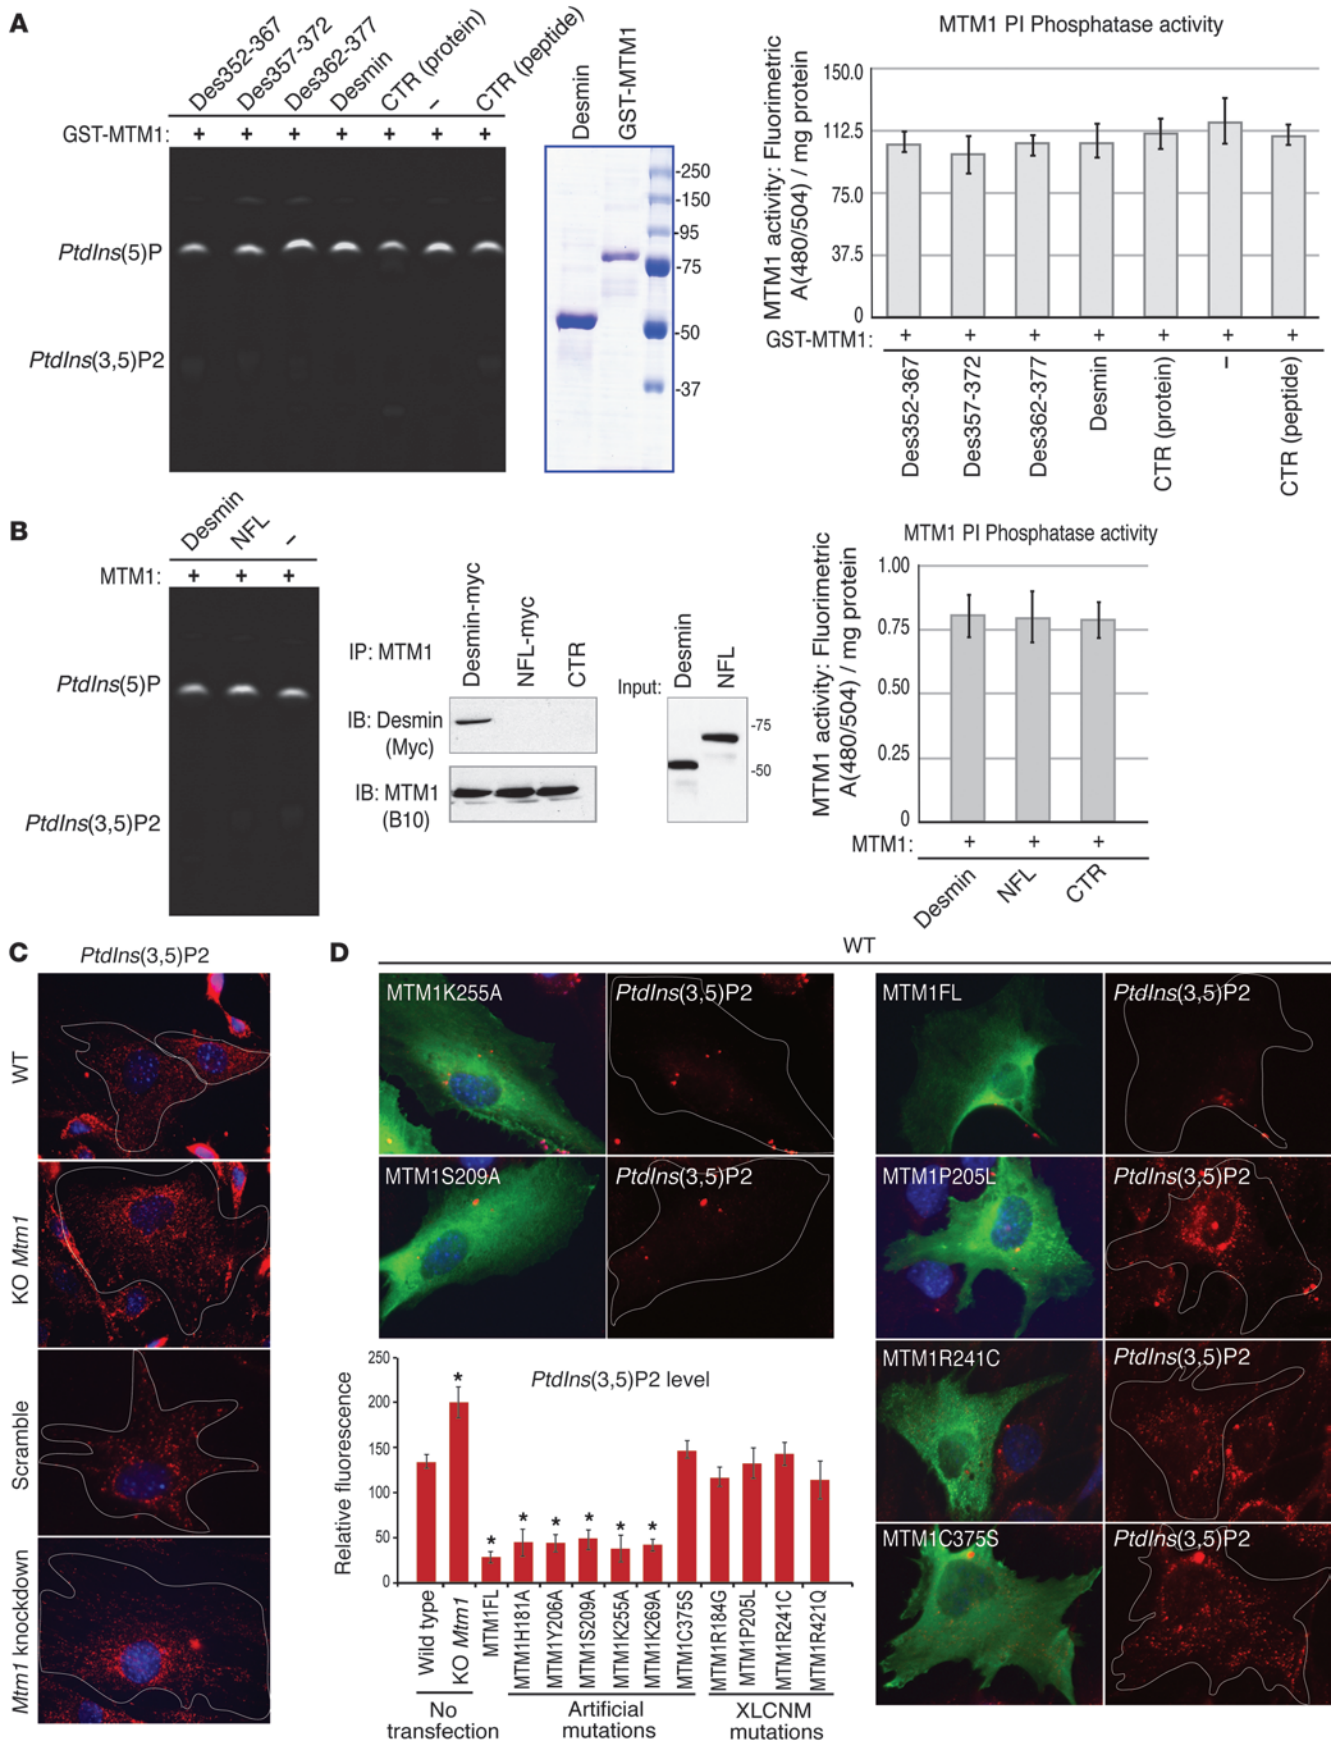 A
Des352-367
Des357-372
Des362-377
Desmin
CTR (protein)
–
CTR (peptide)
GST-MTM1: + + + + + + +
PtdIns(5)P
PtdIns(3,5)P2
Desmin
GST-MTM1
-250
-150
-95
-75
-50
-37
MTM1 PI Phosphatase activity
MTM1 activity: Fluorimetric
A(480/504) / mg protein
150.0
112.5
75.0
37.5
0
GST-MTM1: + + + + + + +
Des352-367
Des357-372
Des362-377
Desmin
CTR (protein)
–
CTR (peptide)
B
Desmin
NFL
–
MTM1: + + +
PtdIns(5)P
PtdIns(3,5)P2
IP: MTM1
Desmin-myc
NFL-myc
CTR
IB: Desmin
(Myc)
IB: MTM1
(B10)
Input:
Desmin
NFL
-75
-50
MTM1 PI Phosphatase activity
MTM1 activity: Fluorimetric
A(480/504) / mg protein
1.00
0.75
0.50
0.25
0
MTM1: + + +
Desmin
NFL
CTR
C
PtdIns(3,5)P2
WT
KO Mtm1
Scramble
Mtm1 knockdown
D
WT
MTM1K255A
PtdIns(3,5)P2
MTM1S209A
PtdIns(3,5)P2
MTM1FL
PtdIns(3,5)P2
MTM1P205L
PtdIns(3,5)P2
MTM1R241C
PtdIns(3,5)P2
MTM1C375S
PtdIns(3,5)P2
PtdIns(3,5)P2 level
Relative fluorescence
250
200
150
100
50
0
* * * * * * *
Wild type
KO Mtm1
MTM1FL
MTM1H181A
MTM1Y206A
MTM1S209A
MTM1K255A
MTM1K269A
MTM1C375S
MTM1R184G
MTM1P205L
MTM1R241C
MTM1R421Q
No
transfection
Artificial
mutations
XLCNM
mutations